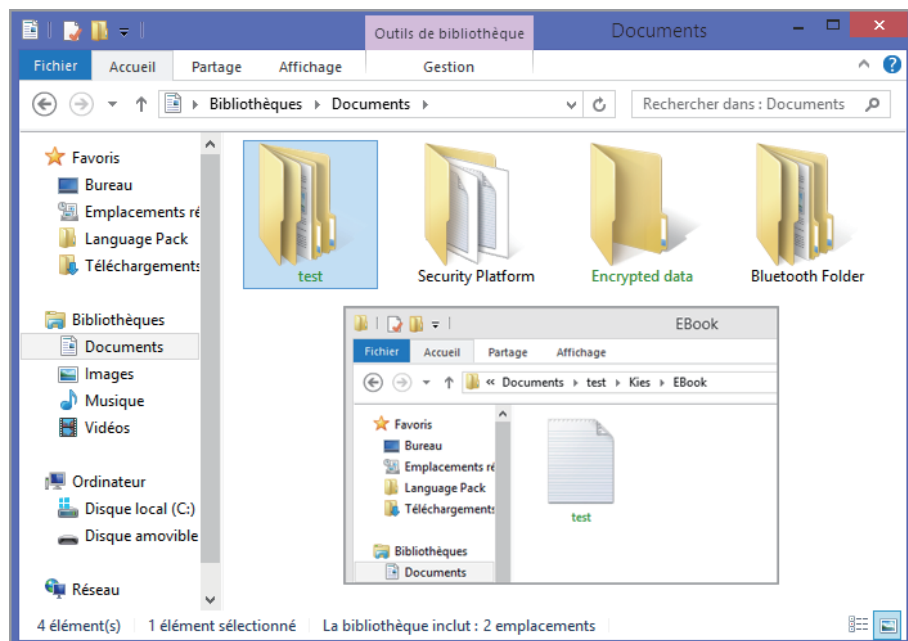 Outils de bibliothèque
Documents
Fichier Accueil Partage Affichage Gestion
Bibliothèques Documents
Rechercher dans : Documents
Favoris
Bureau
Emplacements ré
Language Pack
Téléchargements
Bibliothèques
Documents
Images
Musique
Vidéos
Ordinateur
Disque local (C:)
Disque amovible
Réseau
test
Security Platform
Encrypted data
Bluetooth Folder
EBook
Fichier Accueil Partage Affichage
« Documents test Kies EBook
Favoris
Bureau
Emplacements ré
Language Pack
Téléchargements
Bibliothèques
Documents
test
4 élément(s) 1 élément sélectionné La bibliothèque inclut : 2 emplacements